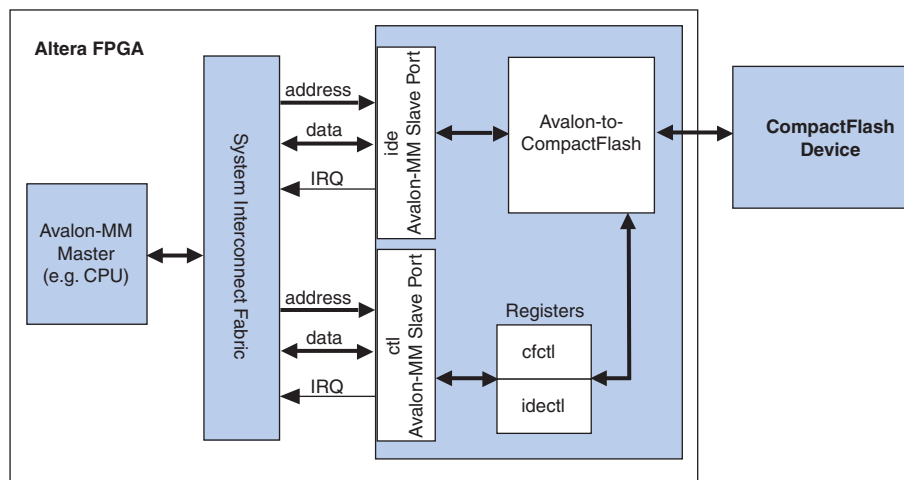 Altera FPGA
Avalon-MM
Master
(e.g. CPU)
System Interconnect Fabric
address
data
IRQ
address
data
IRQ
ide
Avalon-MM Slave Port
ctl
Avalon-MM Slave Port
Avalon-to-
CompactFlash
Registers
cfctl
idectl
CompactFlash
Device